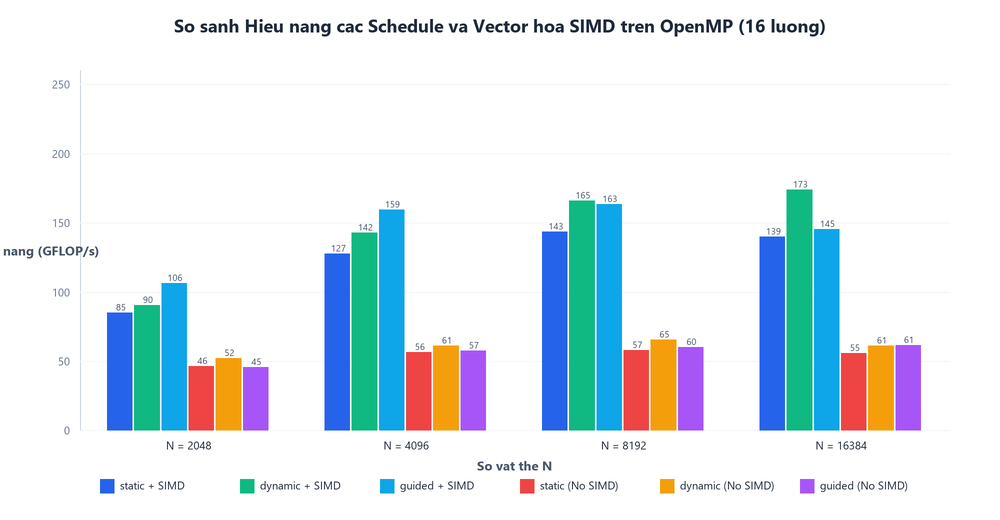 So sanh Hieu nang cac Schedule va Vector hoa SIMD tren OpenMP (16 luong)
250
200
150
100
50
0
nang (GFLOP/s)
85 90 106 46 52 45
127 142 159 56 61 57
143 165 163 57 65 60
139 173 145 55 61 61
N = 2048 N = 4096 N = 8192 N = 16384
So vat the N
static + SIMD dynamic + SIMD guided + SIMD static (No SIMD) dynamic (No SIMD) guided (No SIMD)